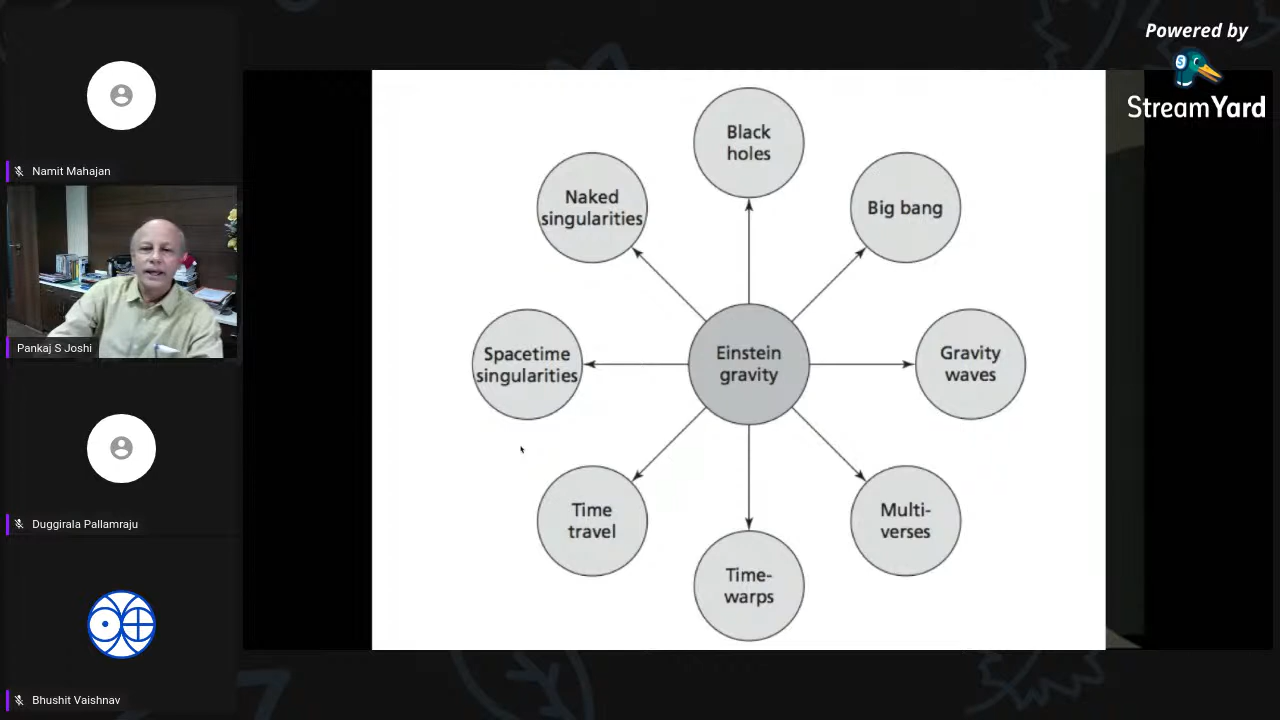 Powered by
StreamYard
Namit Mahajan
Pankaj S Joshi
Duggirala Pallamraju
Bhushit Vaishnav
Black
holes
Naked
singularities
Big bang
Spacetime
singularities
Einstein
gravity
Gravity
waves
Time
travel
Multi-
verses
Time-
warps